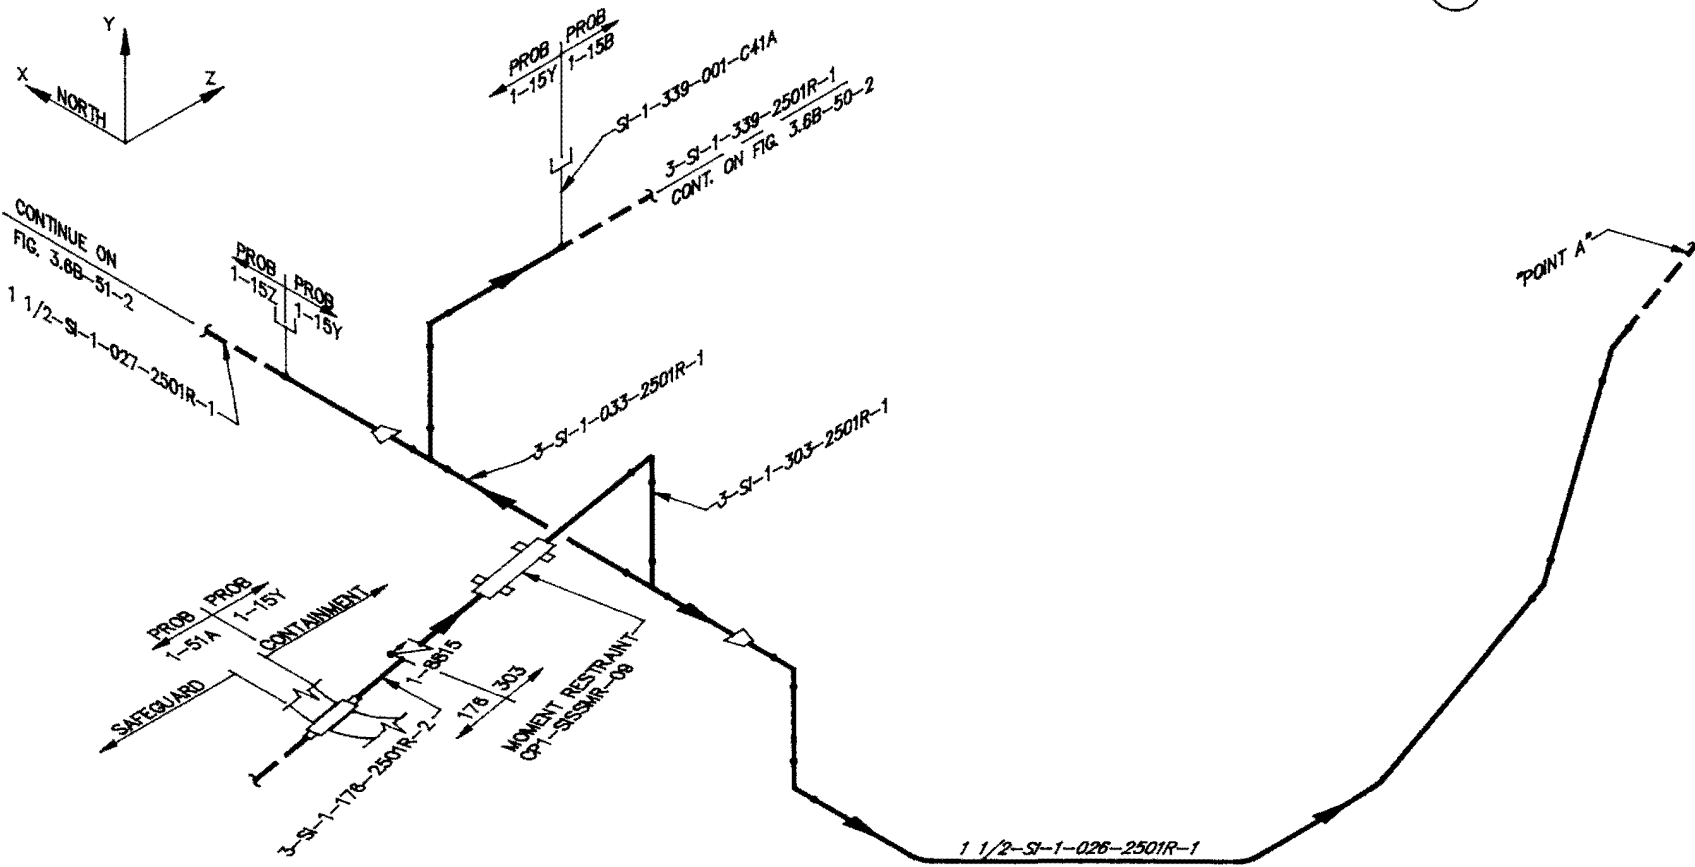 Y
X
Z
NORTH
PROB PROB
1-15Y 1-15B
SI-1-339-001-C41A
3-SI-1-339-2501R-1
CONT. ON FIG. 3.6B-50-2
CONTINUE ON
FIG. 3.6B-51-2
1 1/2-SI-1-027-2501R-1
PROB PROB
1-15Z 1-15Y
"POINT A"
3-SI-1-033-2501R-1
3-SI-1-303-2501R-1
PROB PROB
1-51A 1-15Y
CONTAINMENT
SAFEGUARD
1-8815
176 303
MOMENT RESTRAINT
CP1-SISSMR-09
3-SI-1-176-2501R-2
1 1/2-SI-1-026-2501R-1